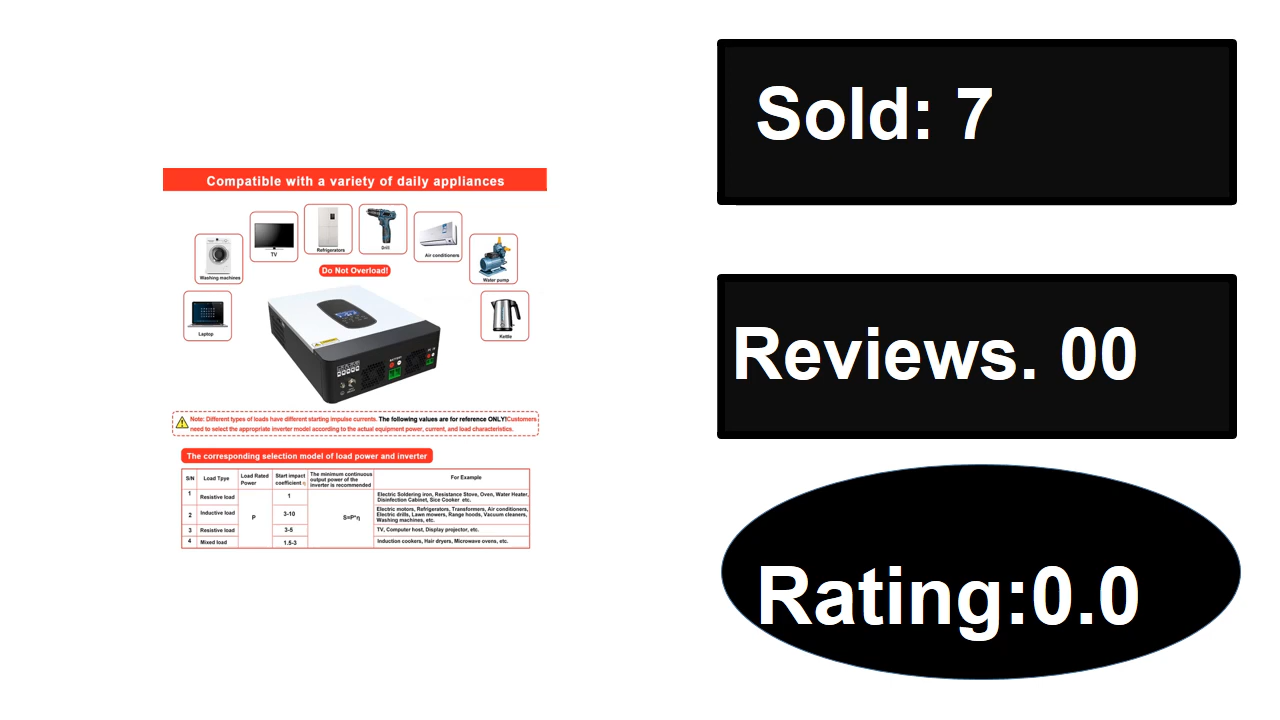 Compatible with a variety of daily appliances
Refrigerators
Drill
TV
Air conditioners
Washing machines
Water pump
Do Not Overload!
Laptop
Kettle
Note: Different types of loads have different starting impulse currents. The following values are for reference ONLY!Customers
need to select the appropriate inverter model according to the actual equipment power, current, and load characteristics.
The corresponding selection model of load power and inverter
S/N Load Tiype Load Rated Power Start impact coefficient η The minimum continuous output power of the inverter is recommended For Example
1 Resistive load P 1 S=P*η Electric Soldering iron, Resistance Stove, Oven, Water Heater, Disinfection Cabinet, Sice Cooker etc.
2 Inductive load 3-10 Electric motors, Refrigerators, Transformers, Air conditioners, Electric drills, Lawn mowers, Range hoods, Vacuum cleaners, Washing machines, etc.
3 Resistive load 3-5 TV, Computer host, Display projector, etc.
4 Mixed load 1.5-3 Induction cookers, Hair dryers, Microwave ovens, etc.
Sold: 7
Reviews. 00
Rating:0.0